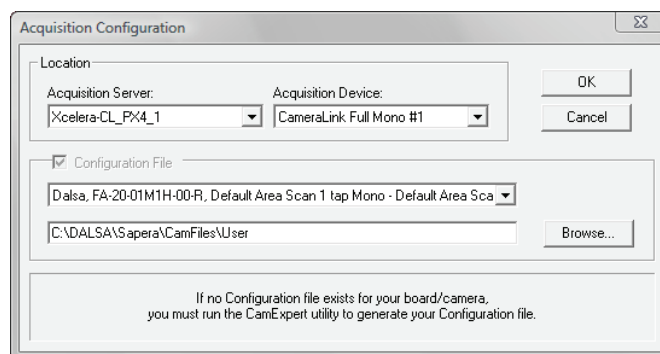 Acquisition Configuration
Location
Acquisition Server:
Acquisition Device:
Xcelera-CL_PX4_1
CameraLink Full Mono #1
OK
Cancel
Configuration File
Dalsa, FA-20-01M1H-00-R, Default Area Scan 1 tap Mono - Default Area Sca
C:\DALSA\Sapera\CamFiles\User
Browse...
If no Configuration file exists for your board/camera,
you must run the CamExpert utility to generate your Configuration file.